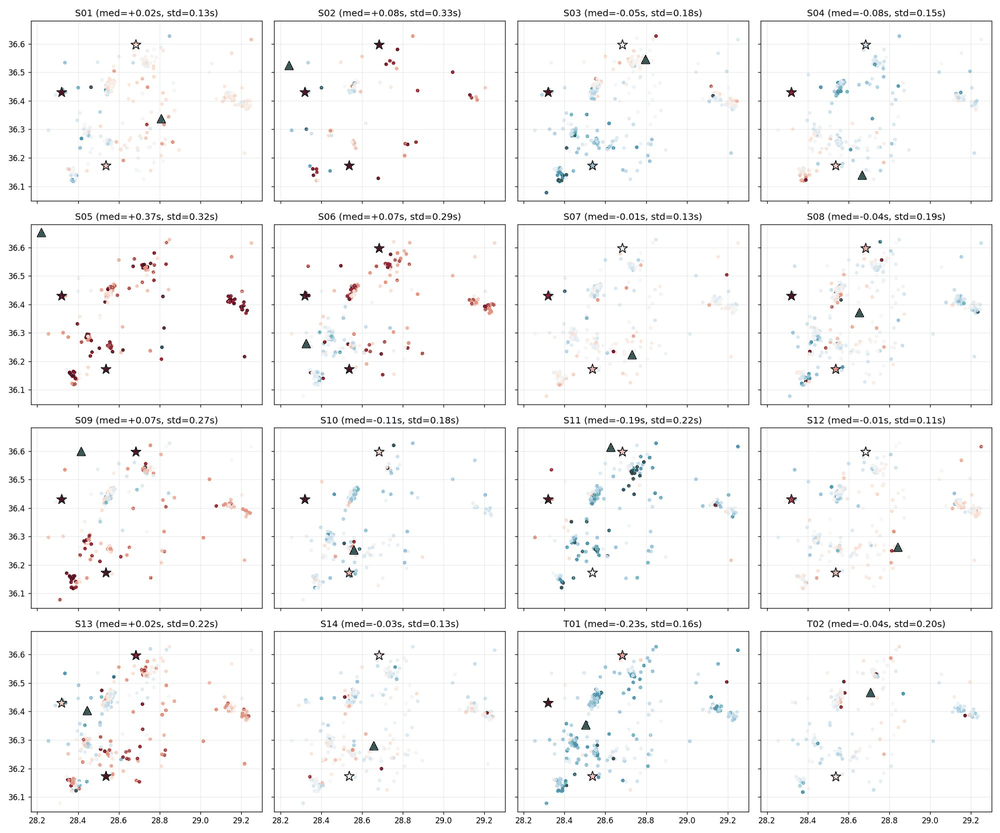 S01 (med=+0.02s, std=0.13s)
S02 (med=+0.08s, std=0.33s)
S03 (med=-0.05s, std=0.18s)
S04 (med=-0.08s, std=0.15s)
36.6
36.5
36.4
36.3
36.2
36.1
S05 (med=+0.37s, std=0.32s)
S06 (med=+0.07s, std=0.29s)
S07 (med=-0.01s, std=0.13s)
S08 (med=-0.04s, std=0.19s)
36.6
36.5
36.4
36.3
36.2
36.1
S09 (med=+0.07s, std=0.27s)
S10 (med=-0.11s, std=0.18s)
S11 (med=-0.19s, std=0.22s)
S12 (med=-0.01s, std=0.11s)
36.6
36.5
36.4
36.3
36.2
36.1
S13 (med=+0.02s, std=0.22s)
S14 (med=-0.03s, std=0.13s)
T01 (med=-0.23s, std=0.16s)
T02 (med=-0.04s, std=0.20s)
36.6
36.5
36.4
36.3
36.2
36.1
28.2 28.4 28.6 28.8 29.0 29.2
28.2 28.4 28.6 28.8 29.0 29.2
28.2 28.4 28.6 28.8 29.0 29.2
28.2 28.4 28.6 28.8 29.0 29.2